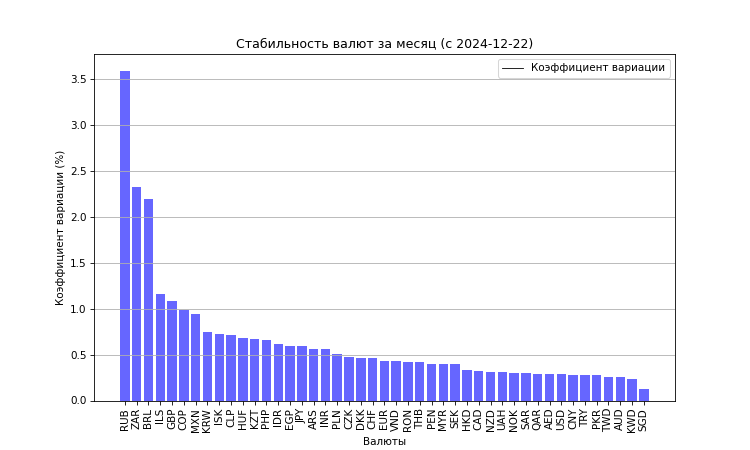 Стабильность валют за месяц (с 2024-12-22)
Коэффициент вариации
Коэффициент вариации (%)
3.5
3.0
2.5
2.0
1.5
1.0
0.5
0.0
RUB ZAR BRL ILS GBP COP MXN KRW ISK CLP HUF KZT PHP IDR EGP JPY ARS INR PLN CZK DKK CHF EUR VND RON THB PEN MYR SEK HKD CAD NZD UAH NOK SAR QAR AED USD CNY TRY PKR TWD AUD KWD SGD
Валюты